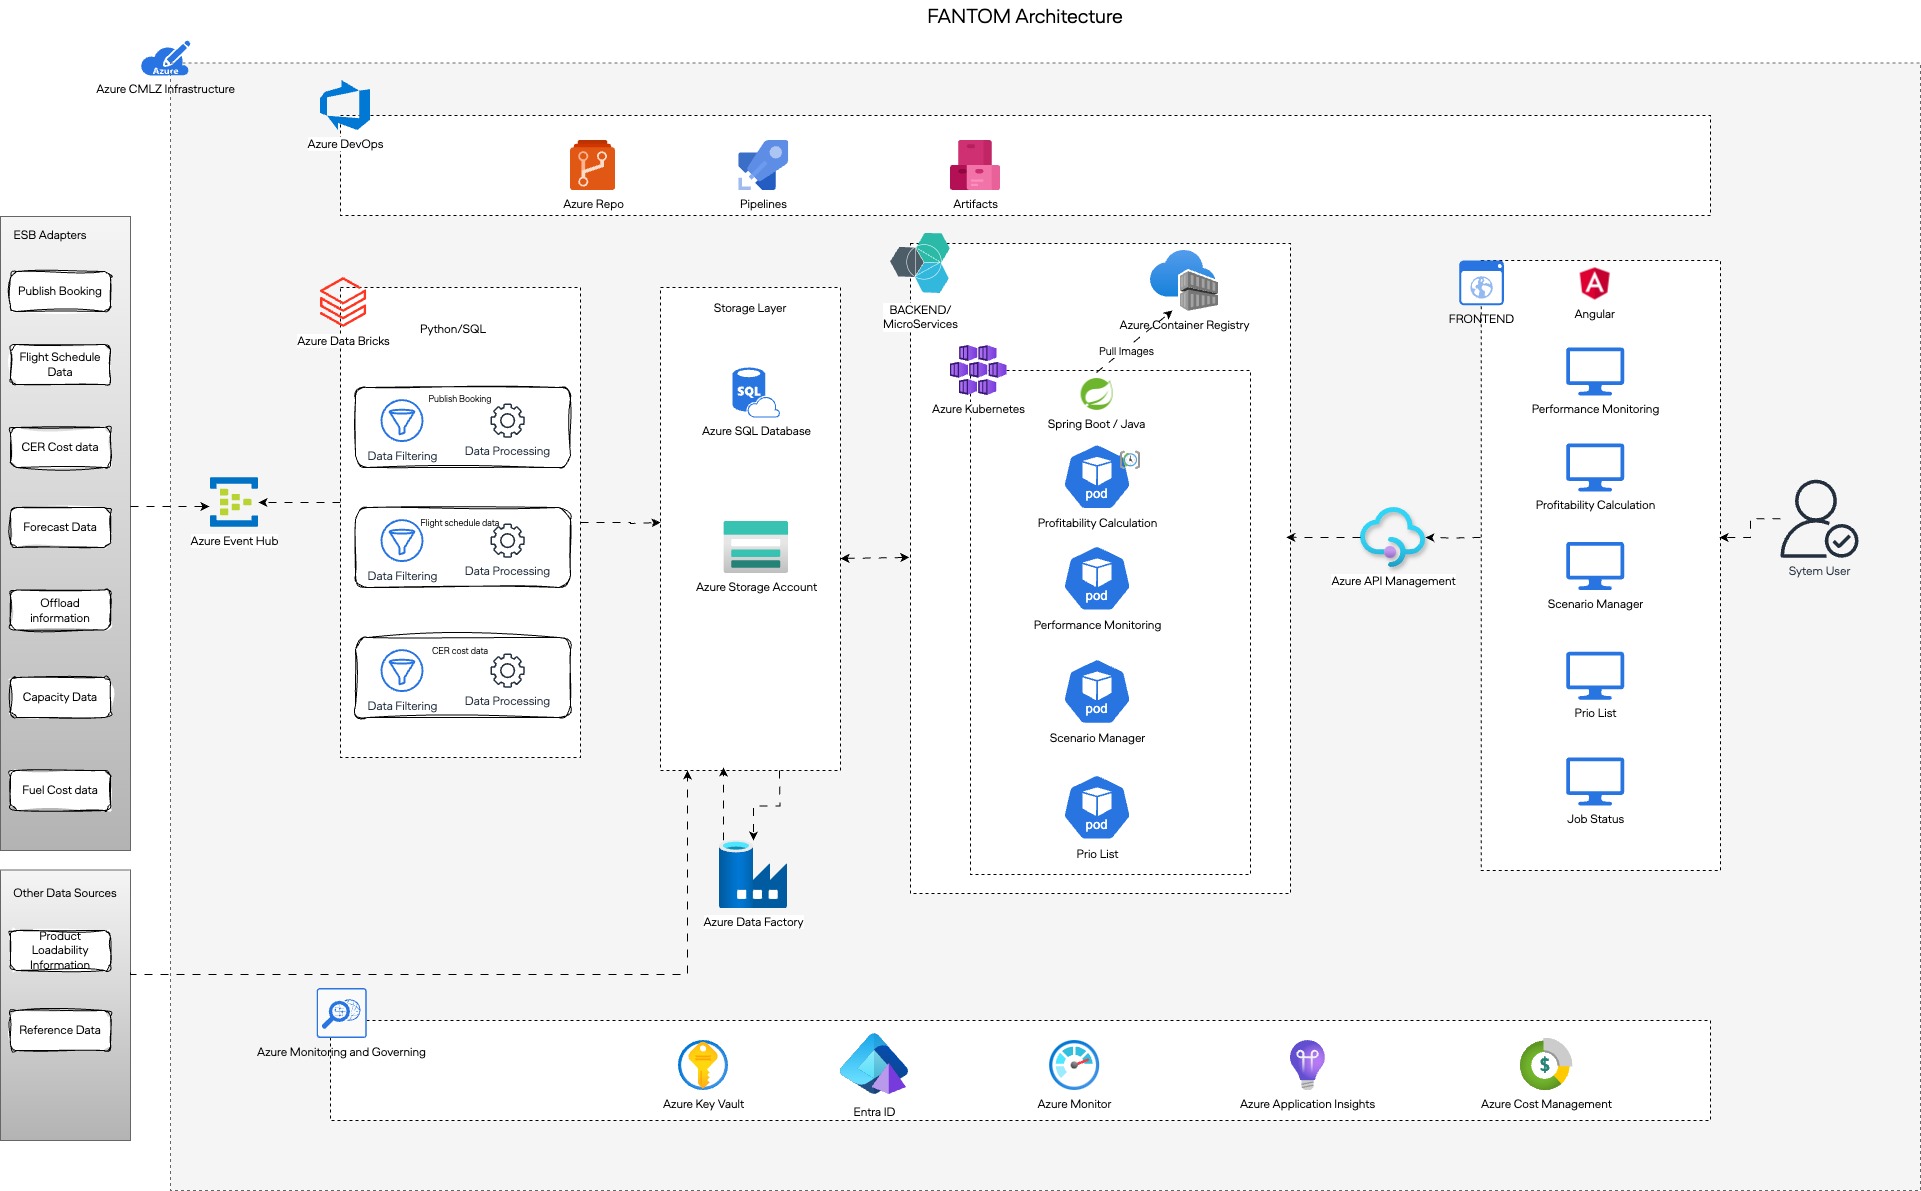 FANTOM Architecture
Azure
Azure CMLZ Infrastructure
Azure DevOps
Azure Repo
Pipelines
Artifacts
ESB Adapters
Publish Booking
Flight Schedule
Data
CER Cost data
Forecast Data
Offload
information
Capacity Data
Fuel Cost data
Other Data Sources
Product
Loadability
Information
Reference Data
Azure Event Hub
Azure Data Bricks
Python/SQL
Publish Booking
Data Filtering
Data Processing
Flight schedule data
Data Filtering
Data Processing
CER cost data
Data Filtering
Data Processing
Storage Layer
SQL
Azure SQL Database
Azure Storage Account
Azure Data Factory
BACKEND/
MicroServices
Azure Container Registry
Pull Images
Azure Kubernetes
Spring Boot / Java
pod
Profitability Calculation
pod
Performance Monitoring
pod
Scenario Manager
pod
Prio List
Azure API Management
FRONTEND
A
Angular
Performance Monitoring
Profitability Calculation
Scenario Manager
Prio List
Job Status
Sytem User
Azure Monitoring and Governing
Azure Key Vault
Entra ID
Azure Monitor
Azure Application Insights
$
Azure Cost Management